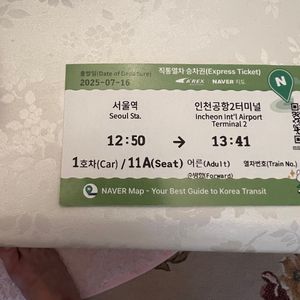 출발일(Date of Departure) 직통열차 승차권(Express Ticket)
2025-07-16 A'REX NAVER 지도
서울역 인천공항2터미널
Seoul Sta. Incheon Int'l Airport
Terminal 2
12:50 → 13:41
1호차(Car) / 11A(Seat) 어른(Adult) 열차번호(Train No.)
순방향(Forward)
NAVER Map - Your Best Guide to Korea Transit